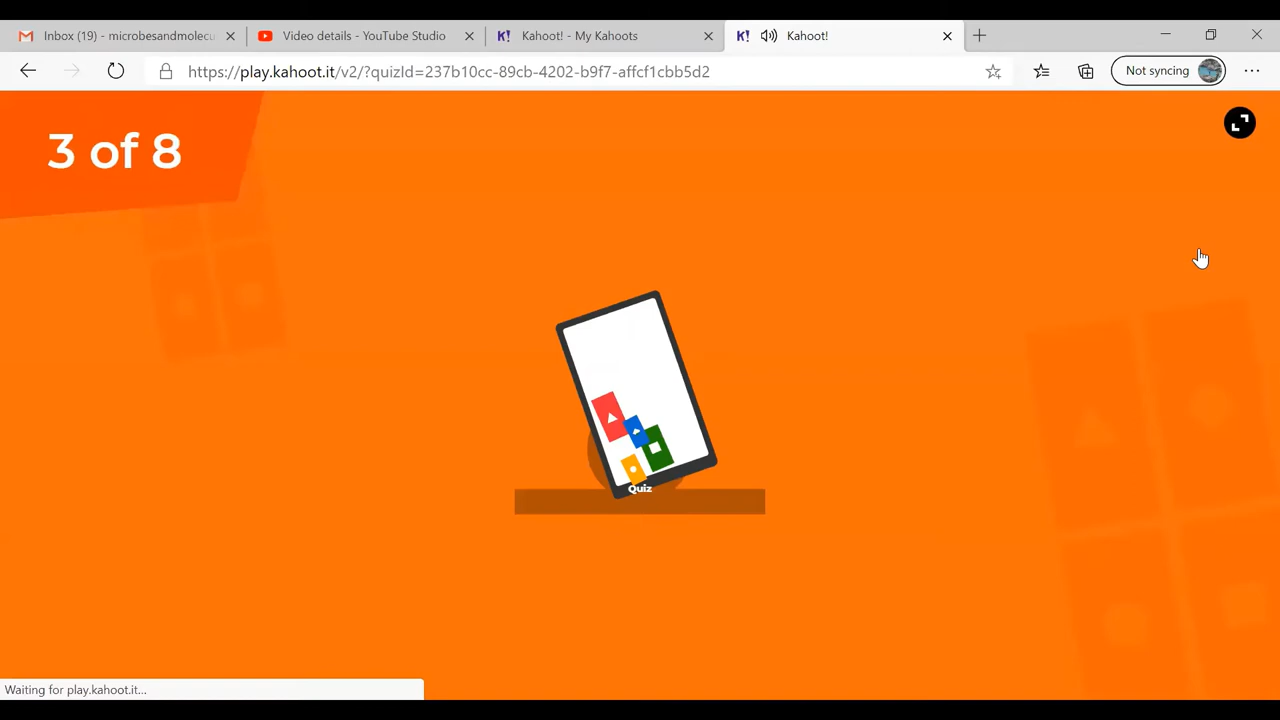 Inbox (19) - microbesandmolecu
Video details - YouTube Studio
K! Kahoot! - My Kahoots
K! Kahoot!
https://play.kahoot.it/v2/?quizId=237b10cc-89cb-4202-b9f7-affcf1cbb5d2
Not syncing
3 of 8
Quiz
Waiting for play.kahoot.it...